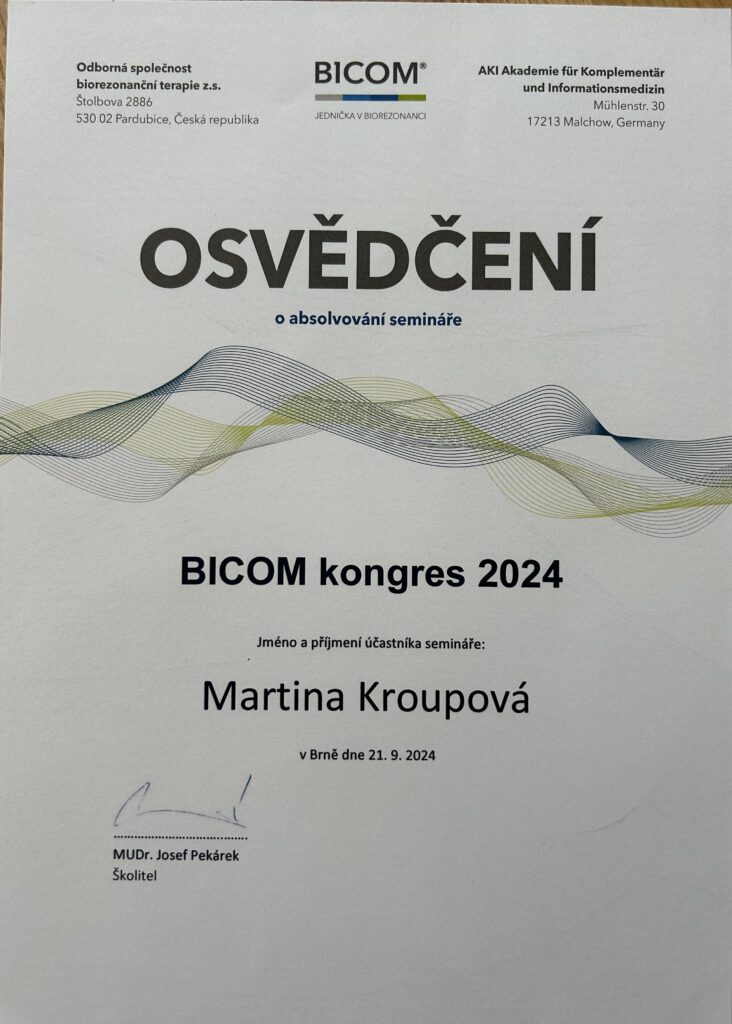 Odborná společnost
biorezonanční terapie z.s.
Štolbova 2886
530 02 Pardubice, Česká republika
BICOM®
JEDNIČKA V BIOREZONANCI
AKI Akademie für Komplementär
und Informationsmedizin
Mühlenstr. 30
17213 Malchow, Germany
OSVĚDČENÍ
o absolvování semináře
BICOM kongres 2024
Jméno a příjmení účastníka semináře:
Martina Kroupová
v Brně dne 21. 9. 2024
MUDr. Josef Pekárek
Školitel